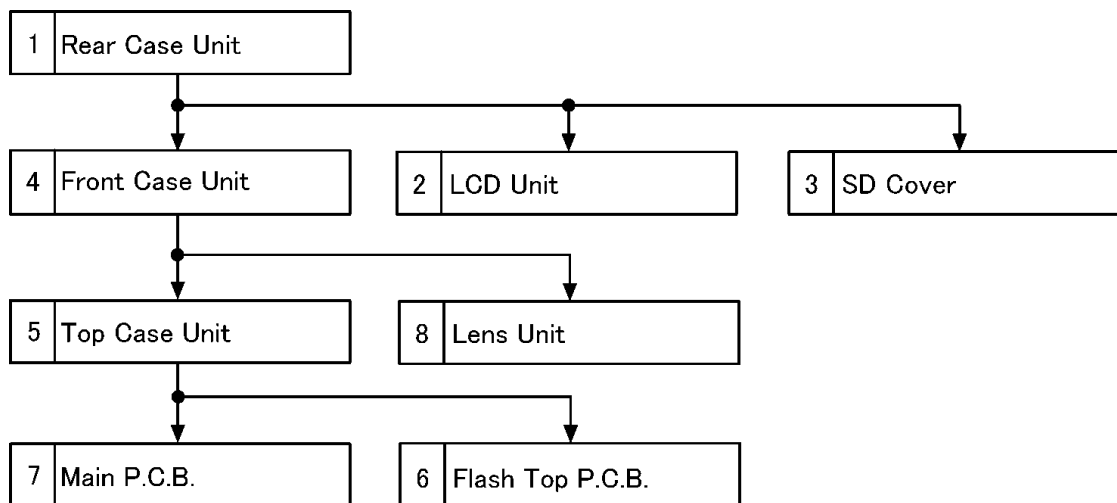 1 Rear Case Unit
4 Front Case Unit
2 LCD Unit
3 SD Cover
5 Top Case Unit
8 Lens Unit
7 Main P.C.B.
6 Flash Top P.C.B.